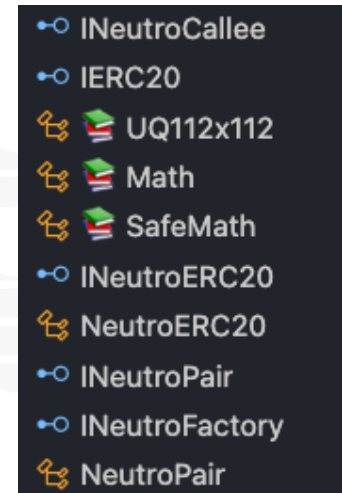 INeutroCallee
IERC20
UQ112x112
Math
SafeMath
INeutroERC20
NeutroERC20
INeutroPair
INeutroFactory
NeutroPair